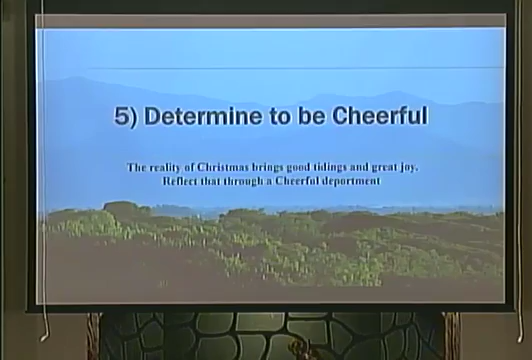 5) Determine to be Cheerful
The reality of Christmas brings good tidings and great joy.
Reflect that through a Cheerful deportment